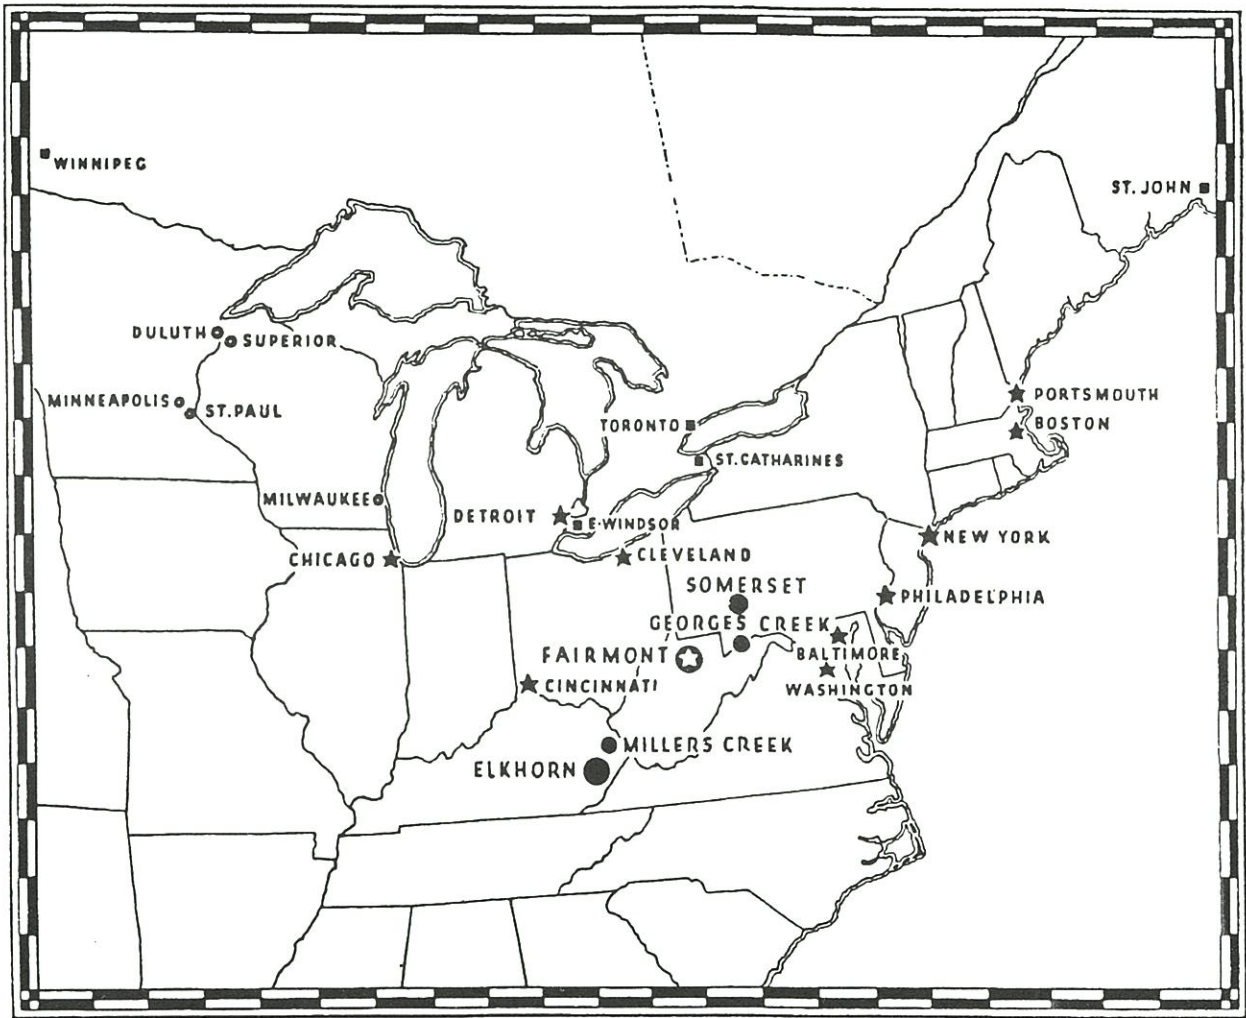 WINNIPEG
ST. JOHN
DULUTH
SUPERIOR
MINNEAPOLIS
ST. PAUL
PORTSMOUTH
BOSTON
TORONTO
ST. CATHARINES
MILWAUKEE
DETROIT
E. WINDSOR
NEW YORK
CHICAGO
CLEVELAND
SOMERSET
PHILADELPHIA
GEORGES CREEK
FAIRMONT
BALTIMORE
CINCINNATI
WASHINGTON
MILLERS CREEK
ELKHORN